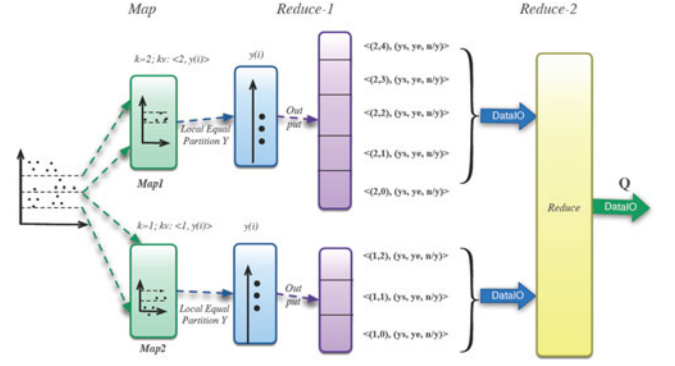 Map Reduce-1 Reduce-2
k=2; kv: <2, y(i)>
y(i)
<(2,4), (ys, ye, n/y)>
<(2,3), (ys, ye, n/y)>
<(2,2), (ys, ye, n/y)>
<(2,1), (ys, ye, n/y)>
<(2,0), (ys, ye, n/y)>
Out
put
Local Equal
Partition Y
Map1
DataIO
Reduce
Q
DataIO
k=1; kv: <1, y(i)>
y(i)
<(1,2), (ys, ye, n/y)>
<(1,1), (ys, ye, n/y)>
<(1,0), (ys, ye, n/y)>
Out
put
Local Equal
Partition Y
Map2
DataIO